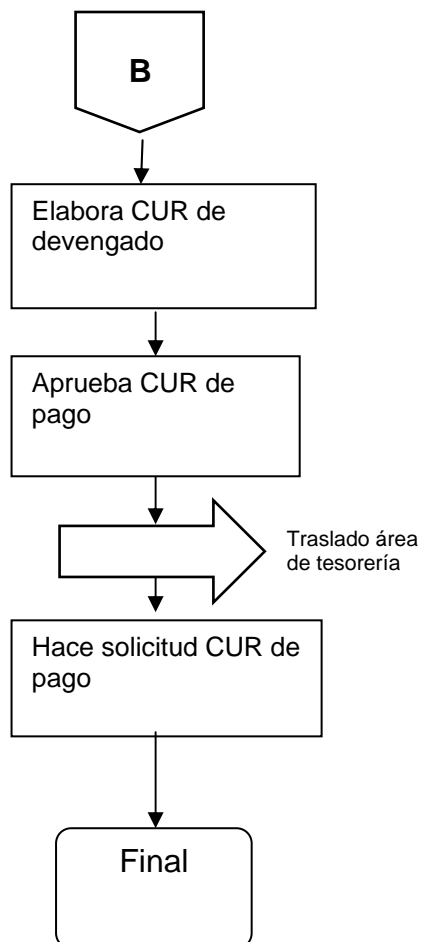 B
Elabora CUR de
devengado
Aprueba CUR de
pago
Traslado área
de tesorería
Hace solicitud CUR de
pago
Final